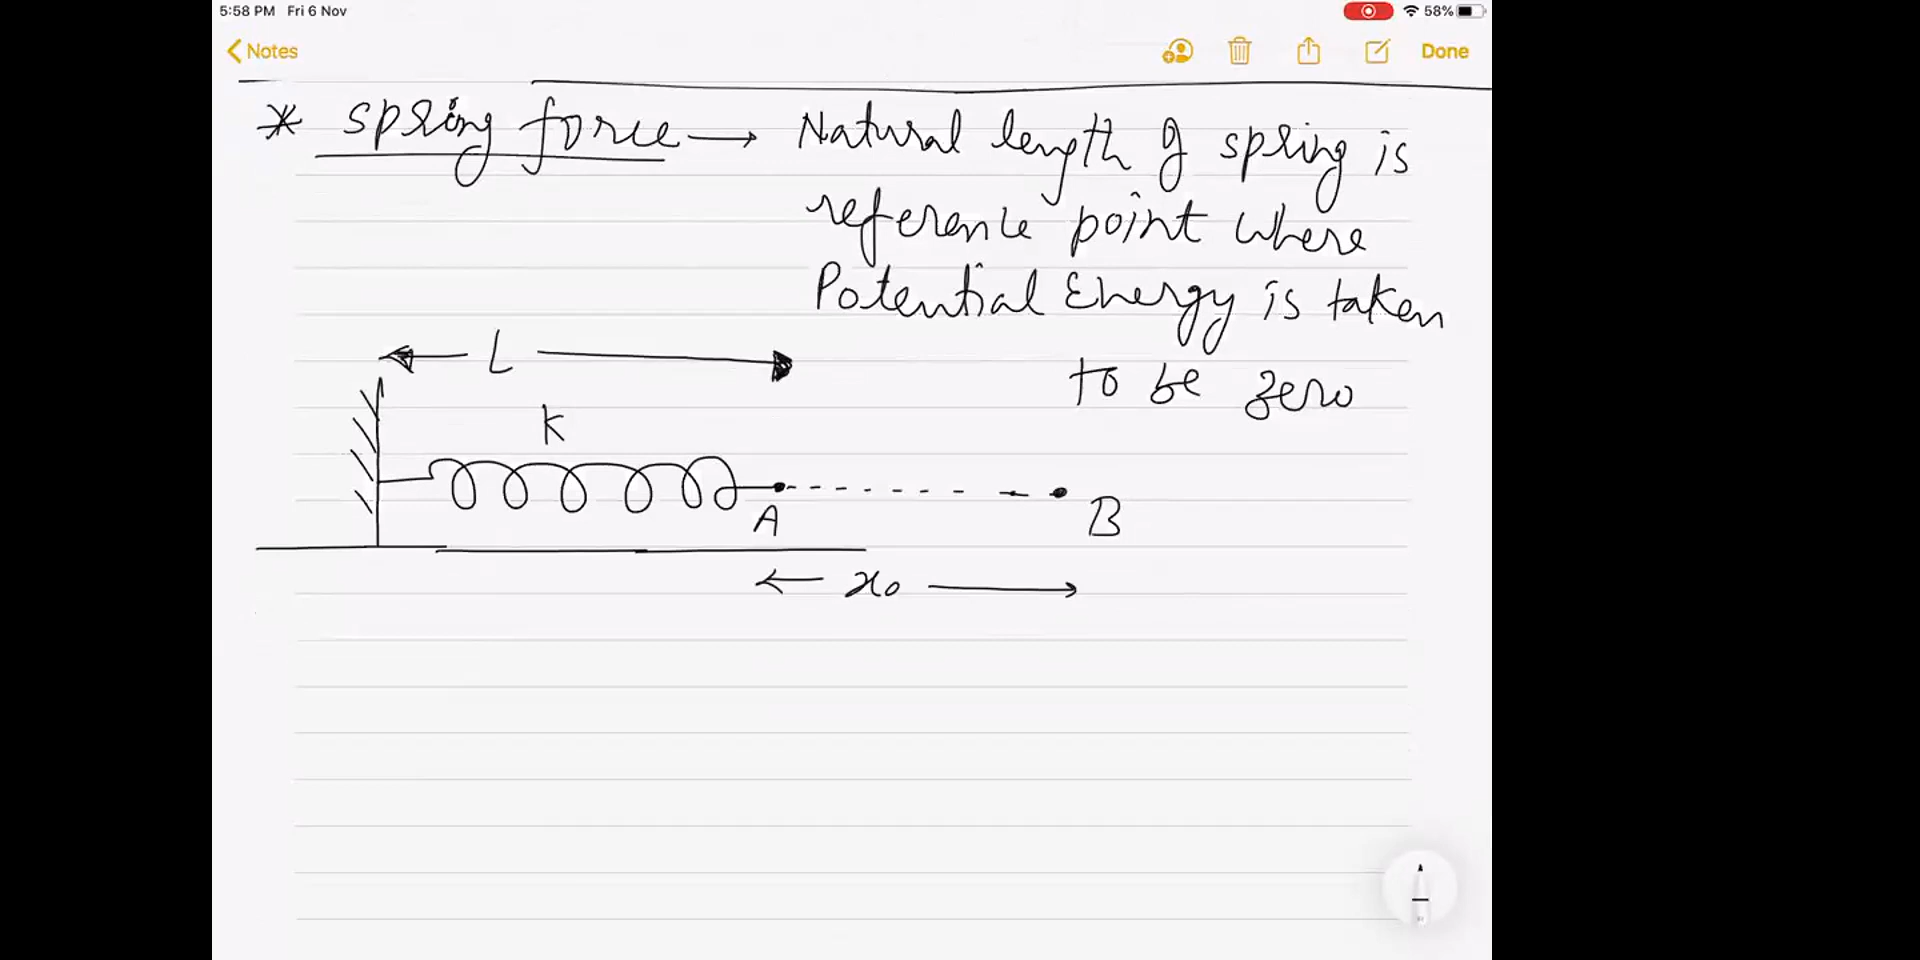 5:58 PM Fri 6 Nov
58%
Notes
Done
* spring force → Natural length of spring is
reference point where
Potential Energy is taken
to be zero
L
K
A
B
x₀